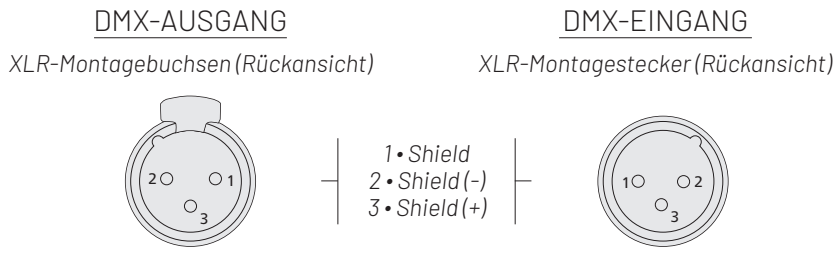 DMX-AUSGANG
XLR-Montagebuchsen (Rückansicht)
2 1
3
1 • Shield
2 • Shield (-)
3 • Shield (+)
DMX-EINGANG
XLR-Montagestecker (Rückansicht)
1 2
3